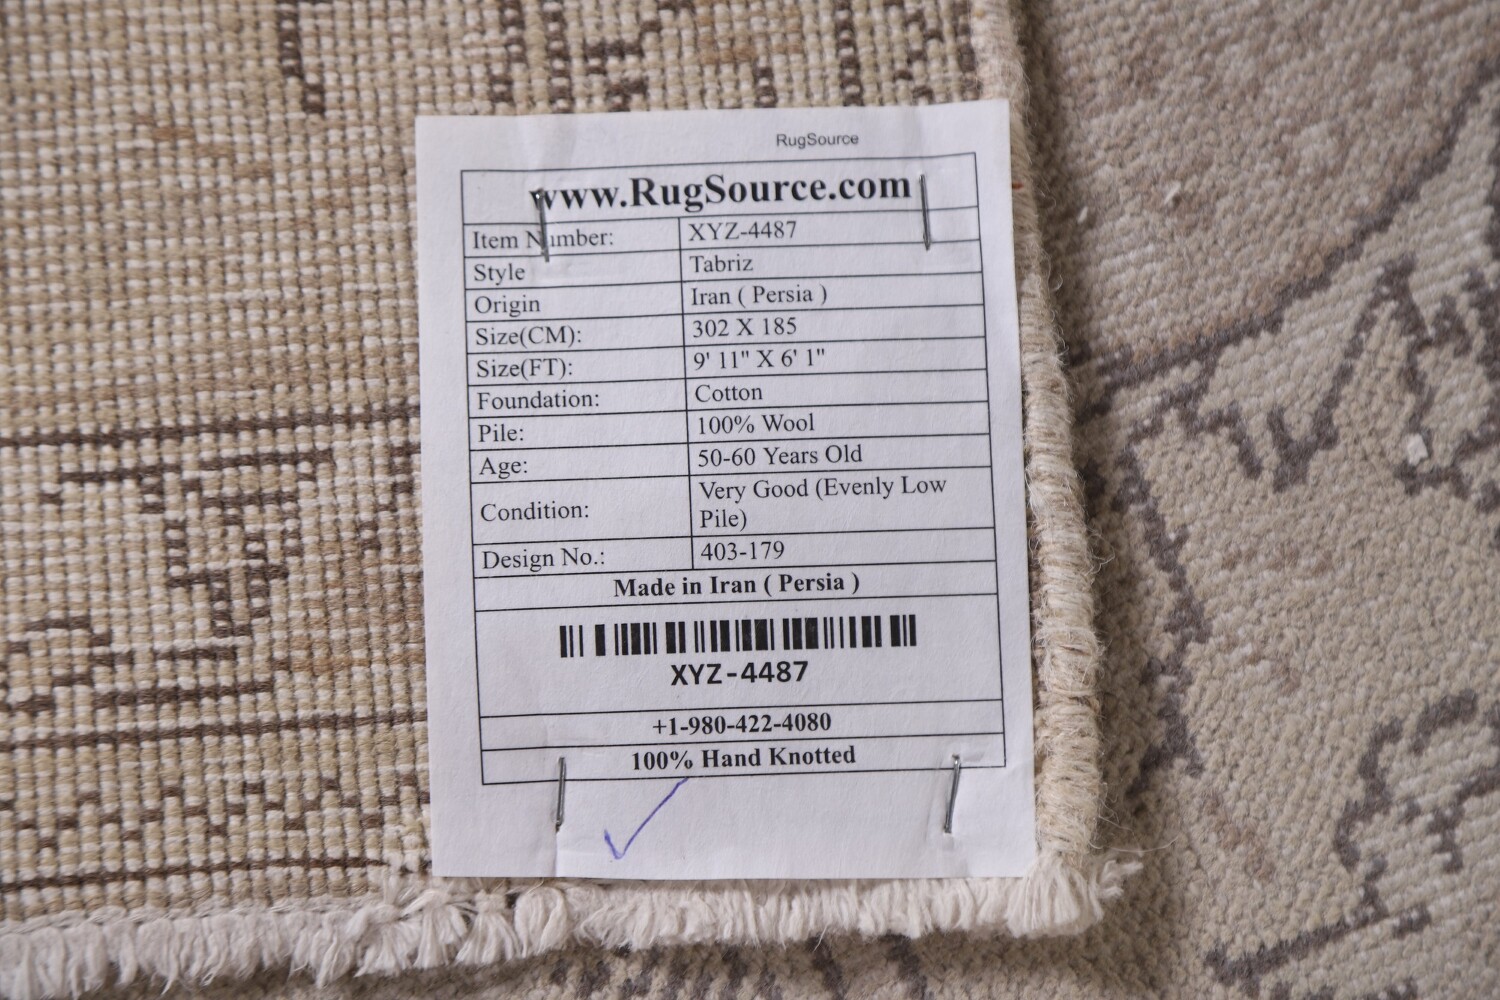 RugSource
www.RugSource.com
Item Number: XYZ-4487
Style Tabriz
Origin Iran ( Persia )
Size(CM): 302 X 185
Size(FT): 9' 11" X 6' 1"
Foundation: Cotton
Pile: 100% Wool
Age: 50-60 Years Old
Condition: Very Good (Evenly Low
Pile)
Design No.: 403-179
Made in Iran ( Persia )
XYZ-4487
+1-980-422-4080
100% Hand Knotted